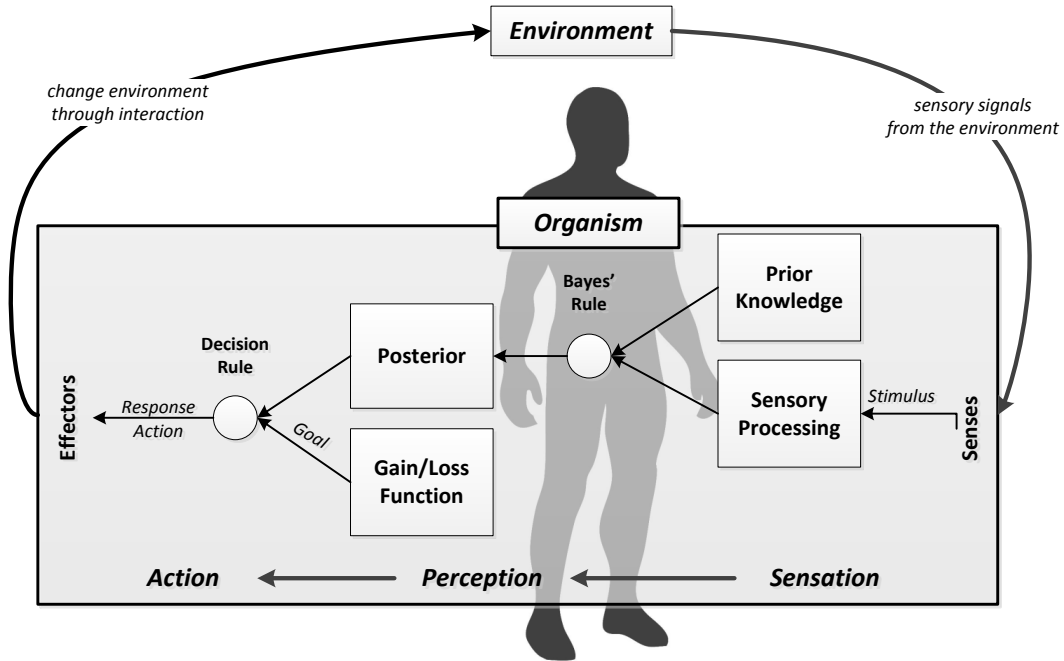 Environment
change environment
through interaction
sensory signals
from the environment
Organism
Bayes’
Rule
Prior
Knowledge
Posterior
Decision
Rule
Sensory
Processing
Stimulus
Senses
Effectors
Response
Action
Goal
Gain/Loss
Function
Action
Perception
Sensation